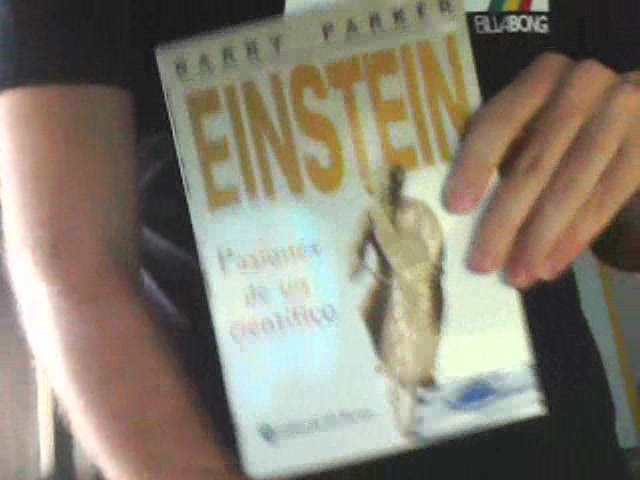 BILLABONG
BARRY PARKER
EINSTEIN
Pasiones
de un
científico